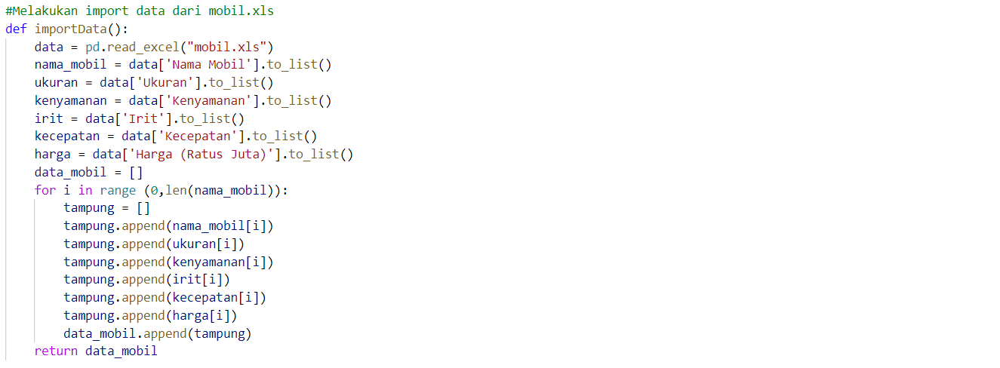 #Melakukan import data dari mobil.xls
def importData():
    data = pd.read_excel("mobil.xls")
    nama_mobil = data['Nama Mobil'].to_list()
    ukuran = data['Ukuran'].to_list()
    kenyamanan = data['Kenyamanan'].to_list()
    irit = data['Irit'].to_list()
    kecepatan = data['Kecepatan'].to_list()
    harga = data['Harga (Ratus Juta)'].to_list()
    data_mobil = []
    for i in range (0,len(nama_mobil)):
        tampung = []
        tampung.append(nama_mobil[i])
        tampung.append(ukuran[i])
        tampung.append(kenyamanan[i])
        tampung.append(irit[i])
        tampung.append(kecepatan[i])
        tampung.append(harga[i])
        data_mobil.append(tampung)
    return data_mobil